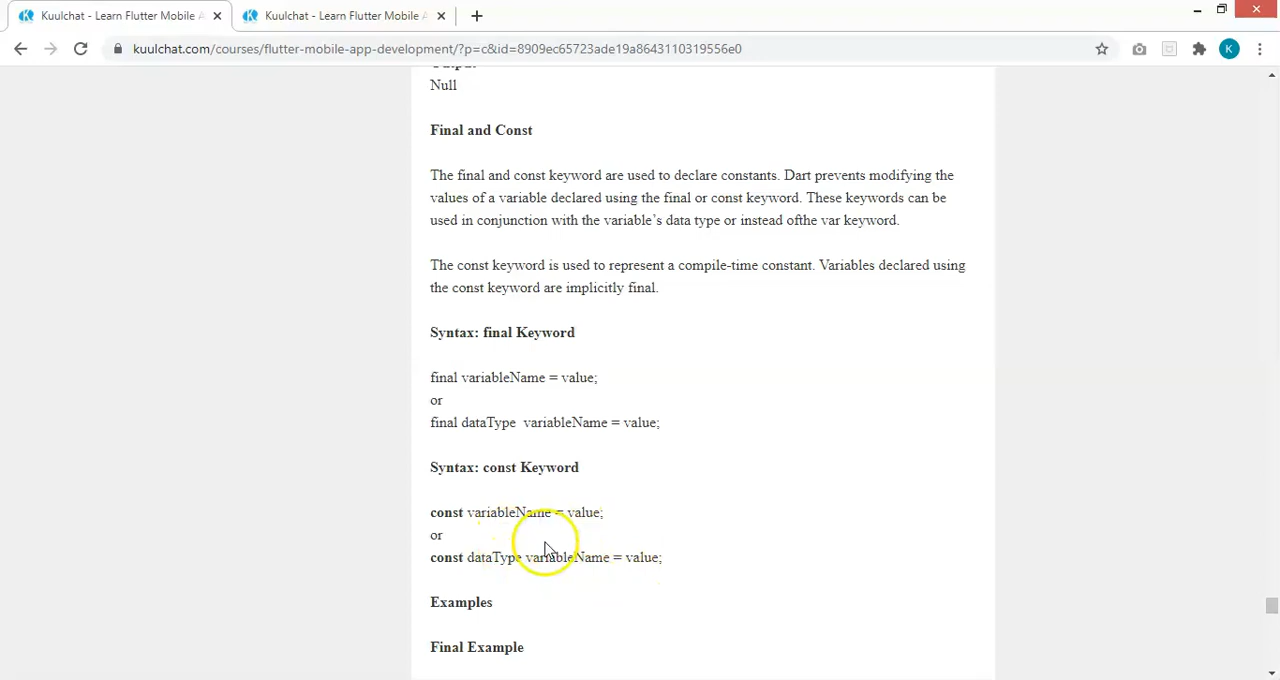 Kuulchat - Learn Flutter Mobile A
Kuulchat - Learn Flutter Mobile A
kuulchat.com/courses/flutter-mobile-app-development/?p=c&id=8909ec65723ade19a8643110319556e0
K
Null
Final and Const
The final and const keyword are used to declare constants. Dart prevents modifying the
values of a variable declared using the final or const keyword. These keywords can be
used in conjunction with the variable's data type or instead ofthe var keyword.
The const keyword is used to represent a compile-time constant. Variables declared using
the const keyword are implicitly final.
Syntax: final Keyword
final variableName = value;
or
final dataType  variableName = value;
Syntax: const Keyword
const variableName = value;
or
const dataType variableName = value;
Examples
Final Example